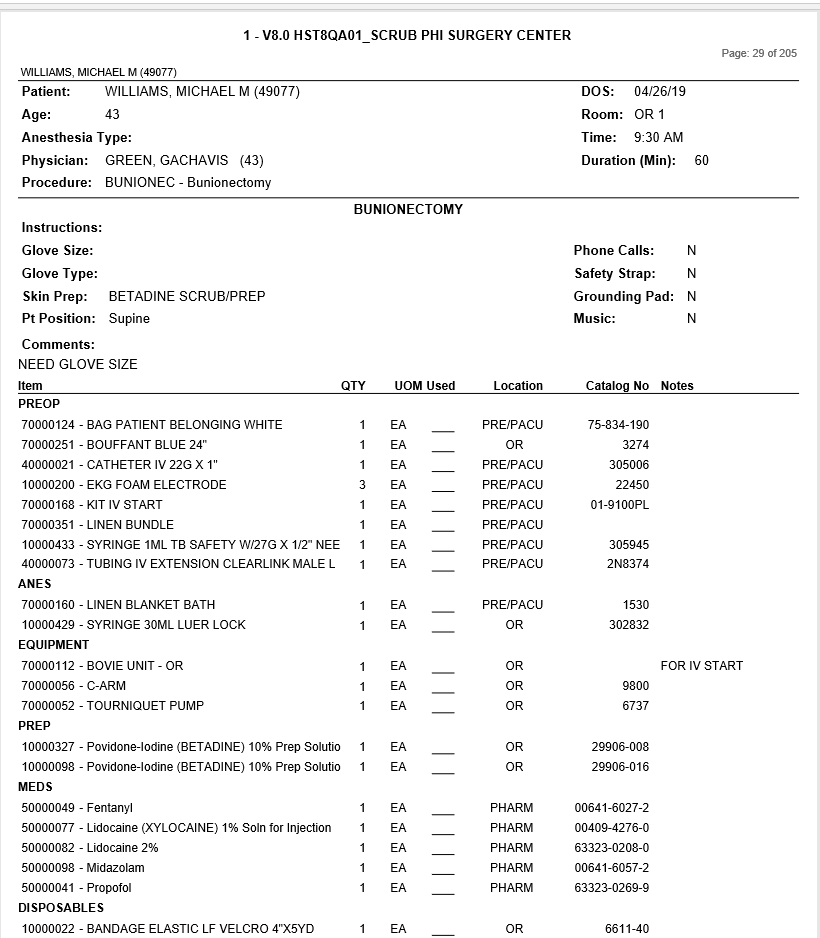 1 - V8.0 HST8QA01_SCRUB PHI SURGERY CENTER
Page: 29 of 205
WILLIAMS, MICHAEL M (49077)
Patient: WILLIAMS, MICHAEL M (49077) DOS: 04/26/19
Age: 43 Room: OR 1
Anesthesia Type: Time: 9:30 AM
Physician: GREEN, GACHAVIS (43) Duration (Min): 60
Procedure: BUNIONEC - Bunionectomy
BUNIONECTOMY
Instructions:
Glove Size: Phone Calls: N
Glove Type: Safety Strap: N
Skin Prep: BETADINE SCRUB/PREP Grounding Pad: N
Pt Position: Supine Music: N
Comments:
NEED GLOVE SIZE
Item QTY UOM Used Location Catalog No Notes
PREOP
70000124 - BAG PATIENT BELONGING WHITE 1 EA ___ PRE/PACU 75-834-190
70000251 - BOUFFANT BLUE 24" 1 EA ___ OR 3274
40000021 - CATHETER IV 22G X 1" 1 EA ___ PRE/PACU 305006
10000200 - EKG FOAM ELECTRODE 3 EA ___ PRE/PACU 22450
70000168 - KIT IV START 1 EA ___ PRE/PACU 01-9100PL
70000351 - LINEN BUNDLE 1 EA ___ PRE/PACU
10000433 - SYRINGE 1ML TB SAFETY W/27G X 1/2" NEE 1 EA ___ PRE/PACU 305945
40000073 - TUBING IV EXTENSION CLEARLINK MALE L 1 EA ___ PRE/PACU 2N8374
ANES
70000160 - LINEN BLANKET BATH 1 EA ___ PRE/PACU 1530
10000429 - SYRINGE 30ML LUER LOCK 1 EA ___ OR 302832
EQUIPMENT
70000112 - BOVIE UNIT - OR 1 EA ___ OR FOR IV START
70000056 - C-ARM 1 EA ___ OR 9800
70000052 - TOURNIQUET PUMP 1 EA ___ OR 6737
PREP
10000327 - Povidone-Iodine (BETADINE) 10% Prep Solutio 1 EA ___ OR 29906-008
10000098 - Povidone-Iodine (BETADINE) 10% Prep Solutio 1 EA ___ OR 29906-016
MEDS
50000049 - Fentanyl 1 EA ___ PHARM 00641-6027-2
50000077 - Lidocaine (XYLOCAINE) 1% Soln for Injection 1 EA ___ PHARM 00409-4276-0
50000082 - Lidocaine 2% 1 EA ___ PHARM 63323-0208-0
50000098 - Midazolam 1 EA ___ PHARM 00641-6057-2
50000041 - Propofol 1 EA ___ PHARM 63323-0269-9
DISPOSABLES
10000022 - BANDAGE ELASTIC LF VELCRO 4"X5YD 1 EA ___ OR 6611-40